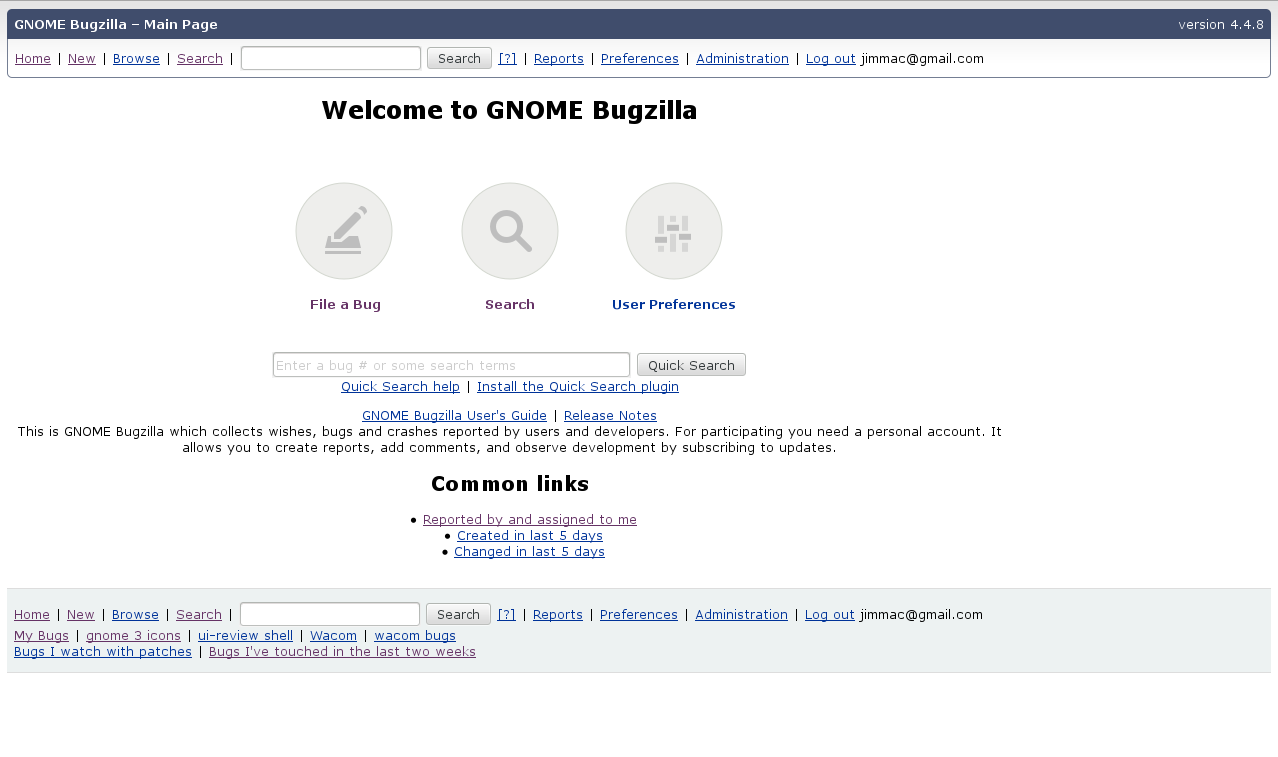 GNOME Bugzilla – Main Page version 4.4.8
Home | New | Browse | Search | Search [?] | Reports | Preferences | Administration | Log out jimmac@gmail.com
Welcome to GNOME Bugzilla
File a Bug Search User Preferences
Enter a bug # or some search terms Quick Search
Quick Search help | Install the Quick Search plugin
GNOME Bugzilla User's Guide | Release Notes
This is GNOME Bugzilla which collects wishes, bugs and crashes reported by users and developers. For participating you need a personal account. It
allows you to create reports, add comments, and observe development by subscribing to updates.
Common links
• Reported by and assigned to me
• Created in last 5 days
• Changed in last 5 days
Home | New | Browse | Search | Search [?] | Reports | Preferences | Administration | Log out jimmac@gmail.com
My Bugs | gnome 3 icons | ui-review shell | Wacom | wacom bugs
Bugs I watch with patches | Bugs I've touched in the last two weeks